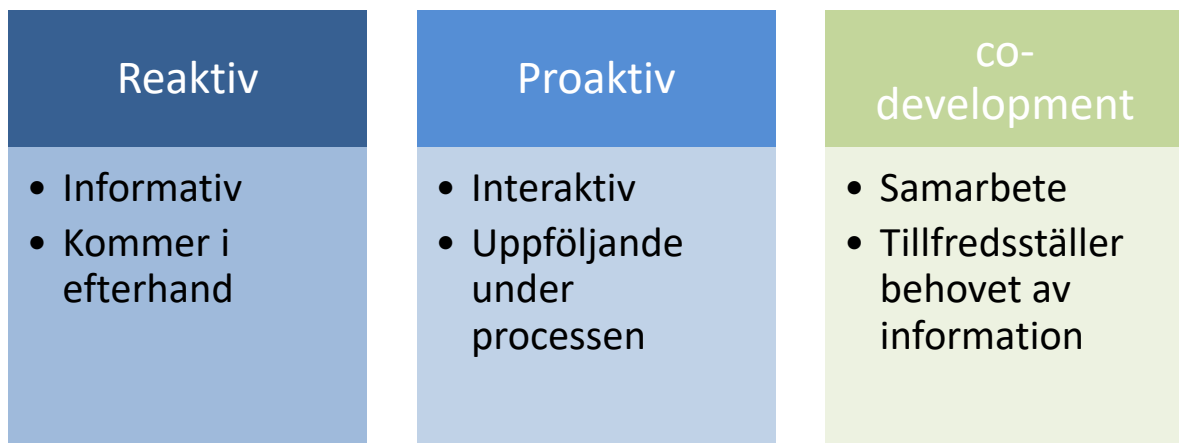 Reaktiv
• Informativ
• Kommer i
efterhand
Proaktiv
• Interaktiv
• Uppföljande
under
processen
co-
development
• Samarbete
• Tillfredsställer
behovet av
information